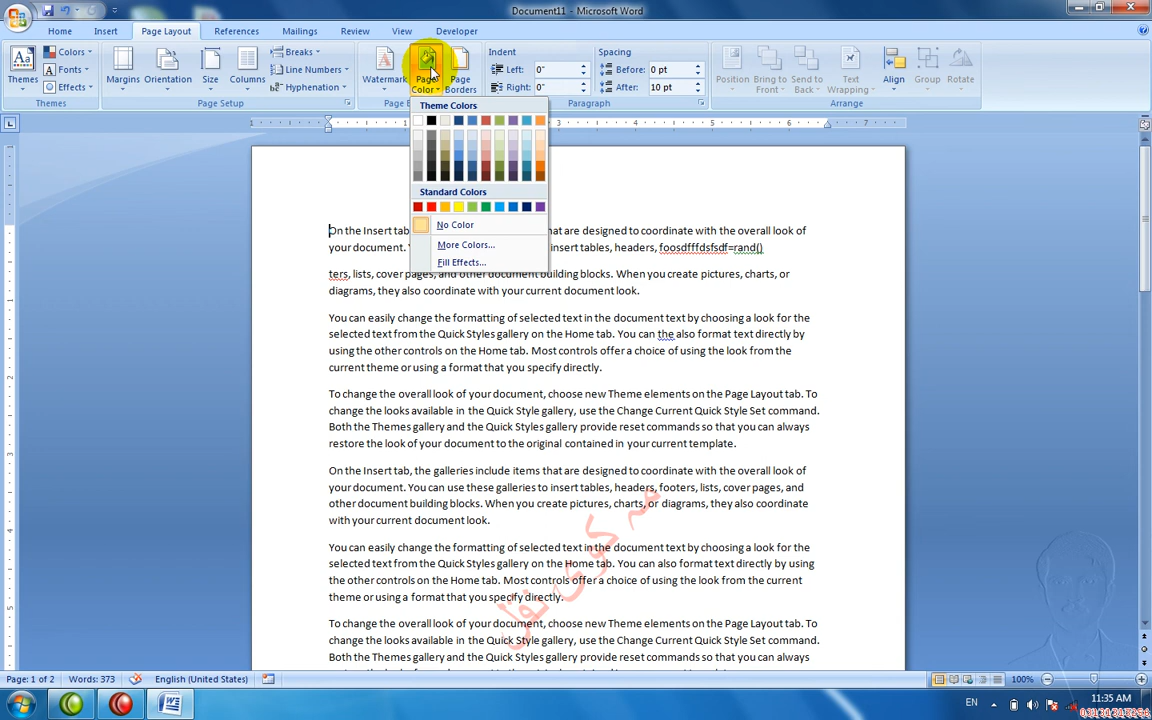 Document11 - Microsoft Word
Home Insert Page Layout References Mailings Review View Developer
Themes
Colors
Fonts
Effects
Themes
Margins
Orientation
Size
Columns
Breaks
Line Numbers
Hyphenation
Page Setup
Watermark
Page Color
Page Borders
Indent
Left: 0"
Right: 0"
Spacing
Before: 0 pt
After: 10 pt
Paragraph
Position
Bring to Front
Send to Back
Text Wrapping
Align
Group
Rotate
Arrange
Theme Colors
Standard Colors
No Color
More Colors...
Fill Effects...
On the Insert tab hat are designed to coordinate with the overall look of
your document. insert tables, headers, foosdfffdsfsdf=rand()
ters, lists, cover pages, and other document building blocks. When you create pictures, charts, or
diagrams, they also coordinate with your current document look.
You can easily change the formatting of selected text in the document text by choosing a look for the
selected text from the Quick Styles gallery on the Home tab. You can the also format text directly by
using the other controls on the Home tab. Most controls offer a choice of using the look from the
current theme or using a format that you specify directly.
To change the overall look of your document, choose new Theme elements on the Page Layout tab. To
change the looks available in the Quick Style gallery, use the Change Current Quick Style Set command.
Both the Themes gallery and the Quick Styles gallery provide reset commands so that you can always
restore the look of your document to the original contained in your current template.
On the Insert tab, the galleries include items that are designed to coordinate with the overall look of
your document. You can use these galleries to insert tables, headers, footers, lists, cover pages, and
other document building blocks. When you create pictures, charts, or diagrams, they also coordinate
with your current document look.
You can easily change the formatting of selected text in the document text by choosing a look for the
selected text from the Quick Styles gallery on the Home tab. You can also format text directly by using
the other controls on the Home tab. Most controls offer a choice of using the look from the current
theme or using a format that you specify directly.
To change the overall look of your document, choose new Theme elements on the Page Layout tab. To
change the looks available in the Quick Style gallery, use the Change Current Quick Style Set command.
Both the Themes gallery and the Quick Styles gallery provide reset commands so that you can always
Page: 1 of 2 Words: 373 English (United States) 100%
EN 11:35 AM